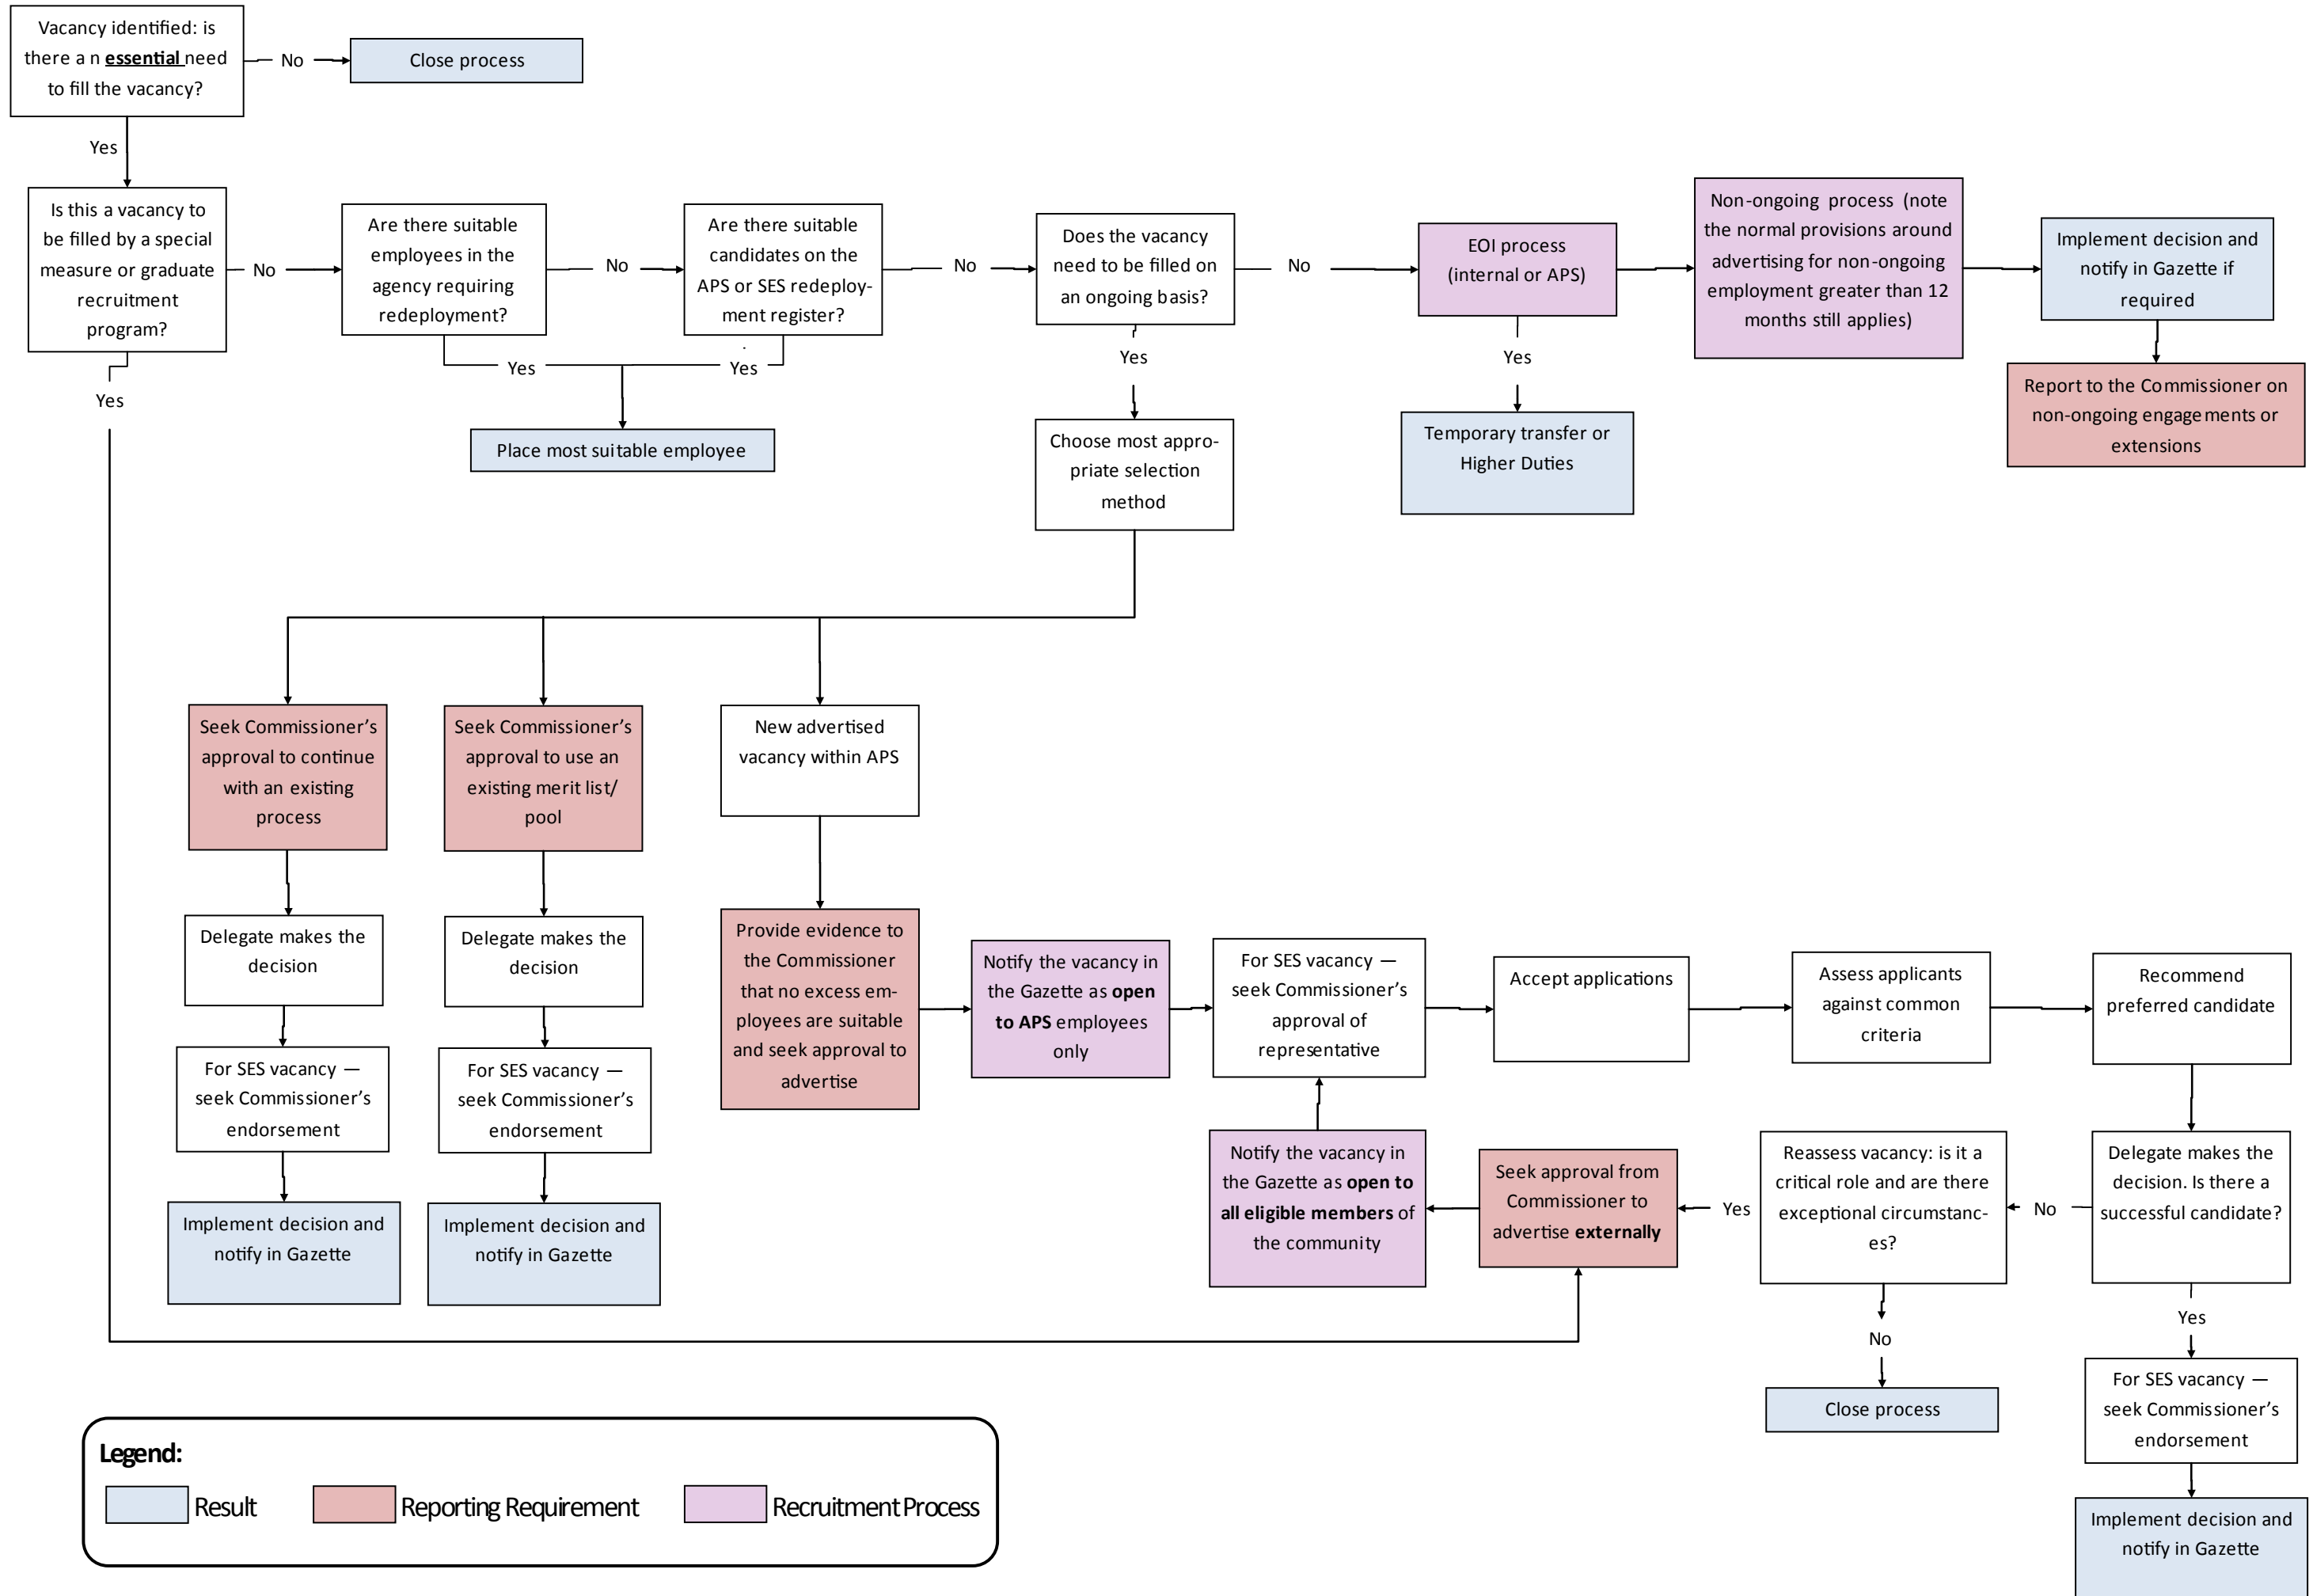 Vacancy identified: is
there a n essential need
to fill the vacancy?
No
Close process
Yes
Is this a vacancy to
be filled by a special
measure or graduate
recruitment
program?
No
Are there suitable
employees in the
agency requiring
redeployment?
No
Are there suitable
candidates on the
APS or SES redeploy-
ment register?
No
Does the vacancy
need to be filled on
an ongoing basis?
No
EOI process
(internal or APS)
Non-ongoing process (note
the normal provisions around
advertising for non-ongoing
employment greater than 12
months still applies)
Implement decision and
notify in Gazette if
required
Yes
Yes
Yes
Yes
Yes
Place most suitable employee
Choose most appro-
priate selection
method
Temporary transfer or
Higher Duties
Report to the Commissioner on
non-ongoing engagements or
extensions
Seek Commissioner’s
approval to continue
with an existing
process
Seek Commissioner’s
approval to use an
existing merit list/
pool
New advertised
vacancy within APS
Delegate makes the
decision
Delegate makes the
decision
Provide evidence to
the Commissioner
that no excess em-
ployees are suitable
and seek approval to
advertise
Notify the vacancy in
the Gazette as open
to APS employees
only
For SES vacancy —
seek Commissioner’s
approval of
representative
Accept applications
Assess applicants
against common
criteria
Recommend
preferred candidate
For SES vacancy —
seek Commissioner’s
endorsement
For SES vacancy —
seek Commissioner’s
endorsement
Notify the vacancy in
the Gazette as open to
all eligible members of
the community
Seek approval from
Commissioner to
advertise externally
Yes
Reassess vacancy: is it a
critical role and are there
exceptional circumstanc-
es?
No
Delegate makes the
decision. Is there a
successful candidate?
Implement decision and
notify in Gazette
Implement decision and
notify in Gazette
No
Yes
Close process
For SES vacancy —
seek Commissioner’s
endorsement
Implement decision and
notify in Gazette
Legend:
Result
Reporting Requirement
Recruitment Process